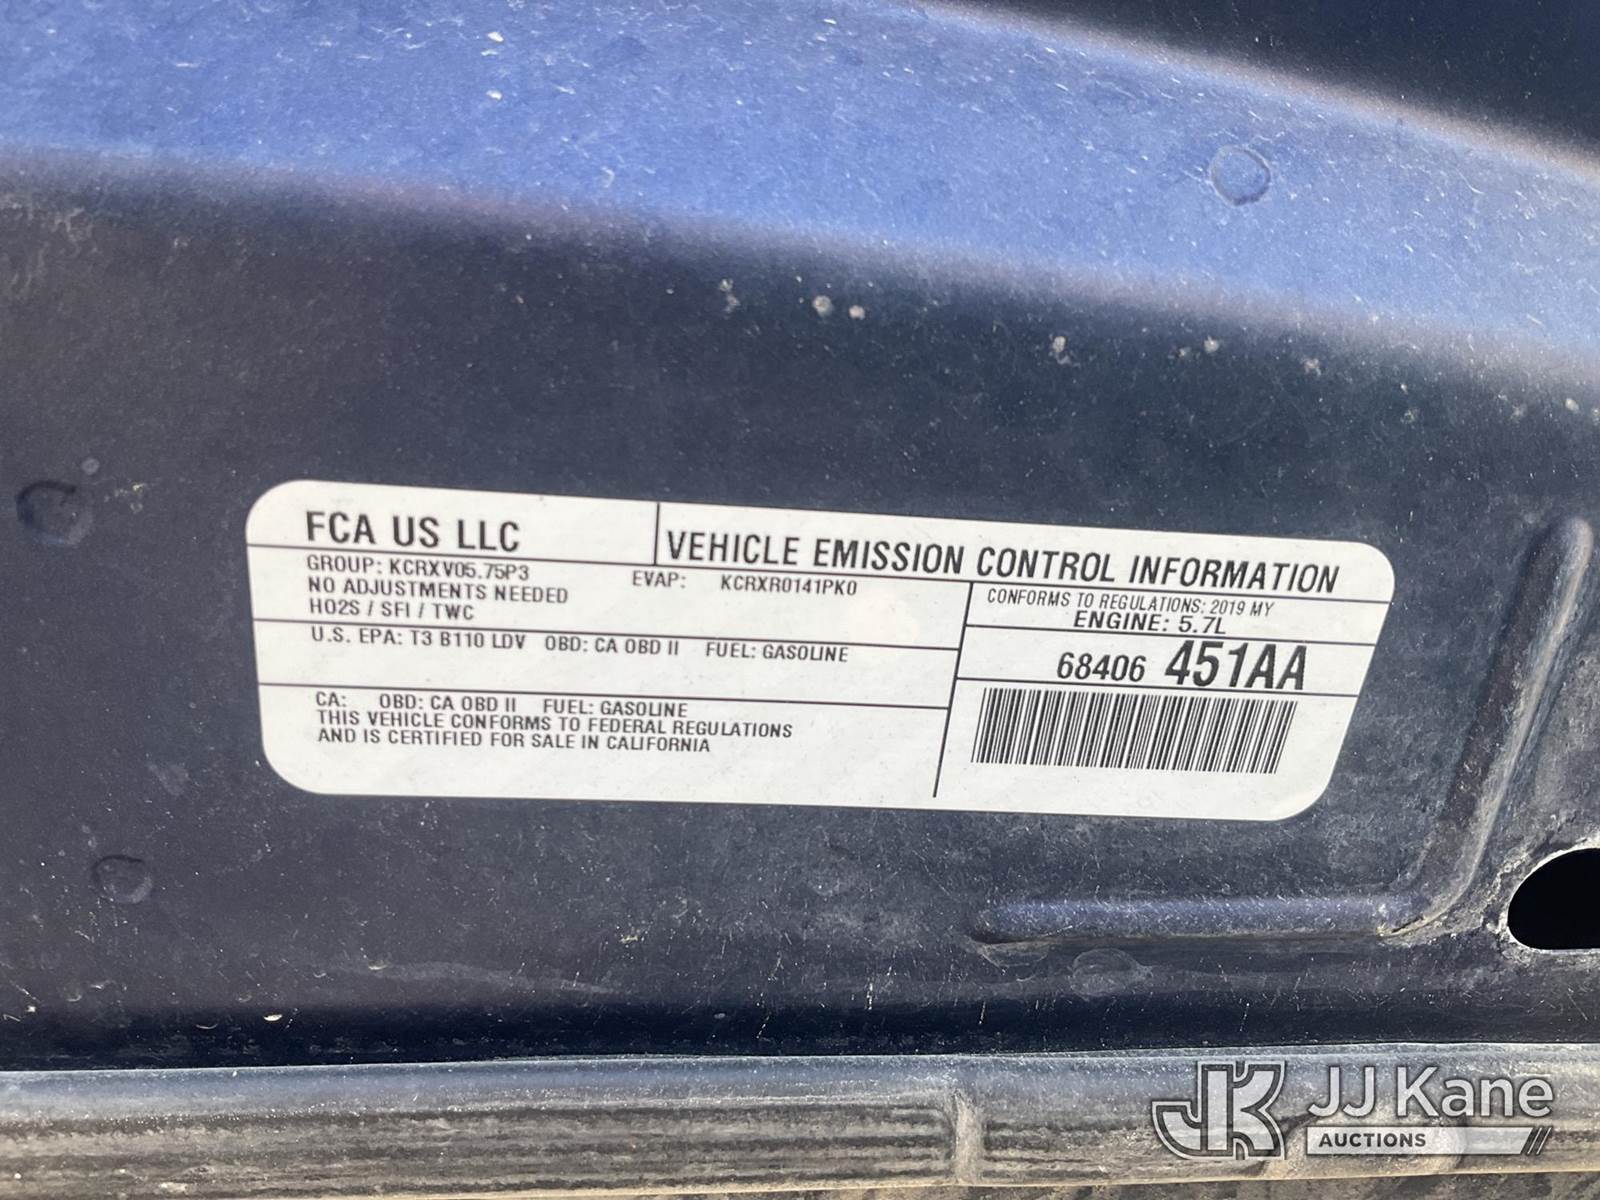 FCA US LLC
VEHICLE EMISSION CONTROL INFORMATION
GROUP: KCRXV05.75P3
EVAP: KCRXR0141PK0
NO ADJUSTMENTS NEEDED
HO2S / SFI / TWC
CONFORMS TO REGULATIONS: 2019 MY
ENGINE: 5.7L
U.S. EPA: T3 B110 LDV OBD: CA OBD II FUEL: GASOLINE
68406 451AA
CA: OBD: CA OBD II FUEL: GASOLINE
THIS VEHICLE CONFORMS TO FEDERAL REGULATIONS
AND IS CERTIFIED FOR SALE IN CALIFORNIA
JK JJ Kane
AUCTIONS